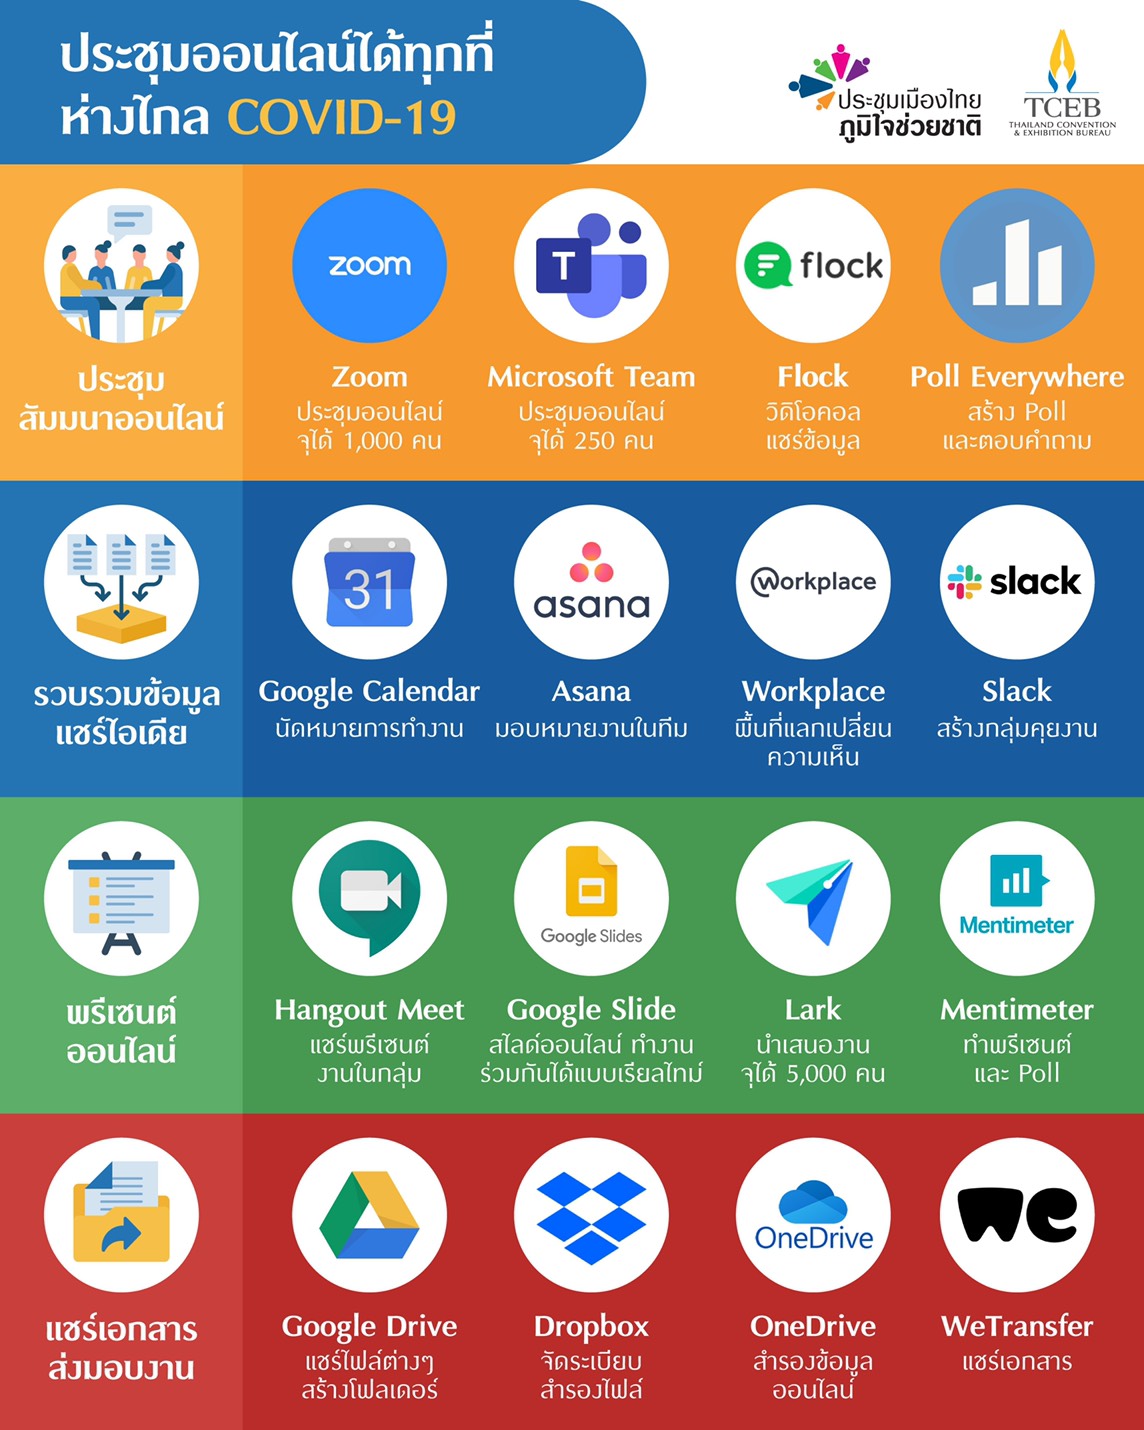 ประชุมออนไลน์ได้ทุกที่
ห่างไกล COVID-19
ประชุมเมืองไทย
ภูมิใจช่วยชาติ
TCEB
THAILAND CONVENTION
& EXHIBITION BUREAU
ประชุม
สัมมนาออนไลน์
zoom
Zoom
ประชุมออนไลน์
จุได้ 1,000 คน
T
Microsoft Team
ประชุมออนไลน์
จุได้ 250 คน
flock
Flock
วิดิโอคอล
แชร์ข้อมูล
Poll Everywhere
สร้าง Poll
และตอบคำถาม
รวบรวมข้อมูล
แชร์ไอเดีย
31
Google Calendar
นัดหมายการทำงาน
asana
Asana
มอบหมายงานในทีม
workplace
Workplace
พื้นที่แลกเปลี่ยน
ความเห็น
slack
Slack
สร้างกลุ่มคุยงาน
พรีเซนต์
ออนไลน์
Hangout Meet
แชร์พรีเซนต์
งานในกลุ่ม
Google Slides
Google Slide
สไลด์ออนไลน์ ทำงาน
ร่วมกันได้แบบเรียลไทม์
Lark
นำเสนองาน
จุได้ 5,000 คน
Mentimeter
Mentimeter
ทำพรีเซนต์
และ Poll
แชร์เอกสาร
ส่งมอบงาน
Google Drive
แชร์ไฟล์ต่างๆ
สร้างโฟลเดอร์
Dropbox
จัดระเบียบ
สำรองไฟล์
OneDrive
OneDrive
สำรองข้อมูล
ออนไลน์
we
WeTransfer
แชร์เอกสาร